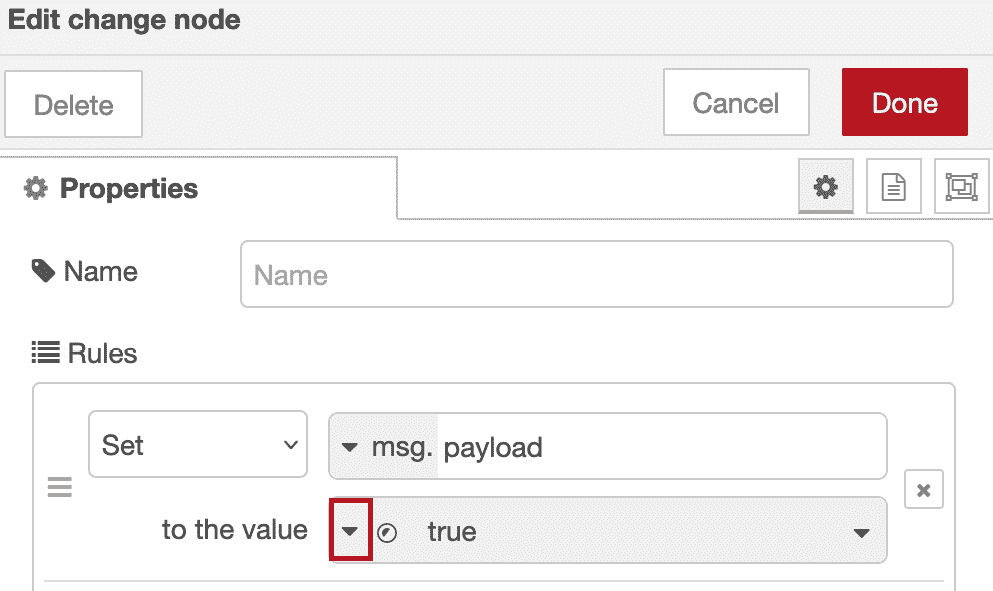 Edit change node
Delete
Cancel
Done
Properties
Name
Name
Rules
Set
msg.
payload
to the value
true